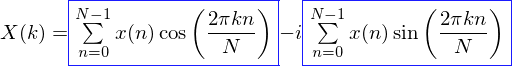 X(k) = \sum_{n=0}^{N-1} x(n) \cos\left(\frac{2\pi kn}{N}\right) - i \sum_{n=0}^{N-1} x(n) \sin\left(\frac{2\pi kn}{N}\right)